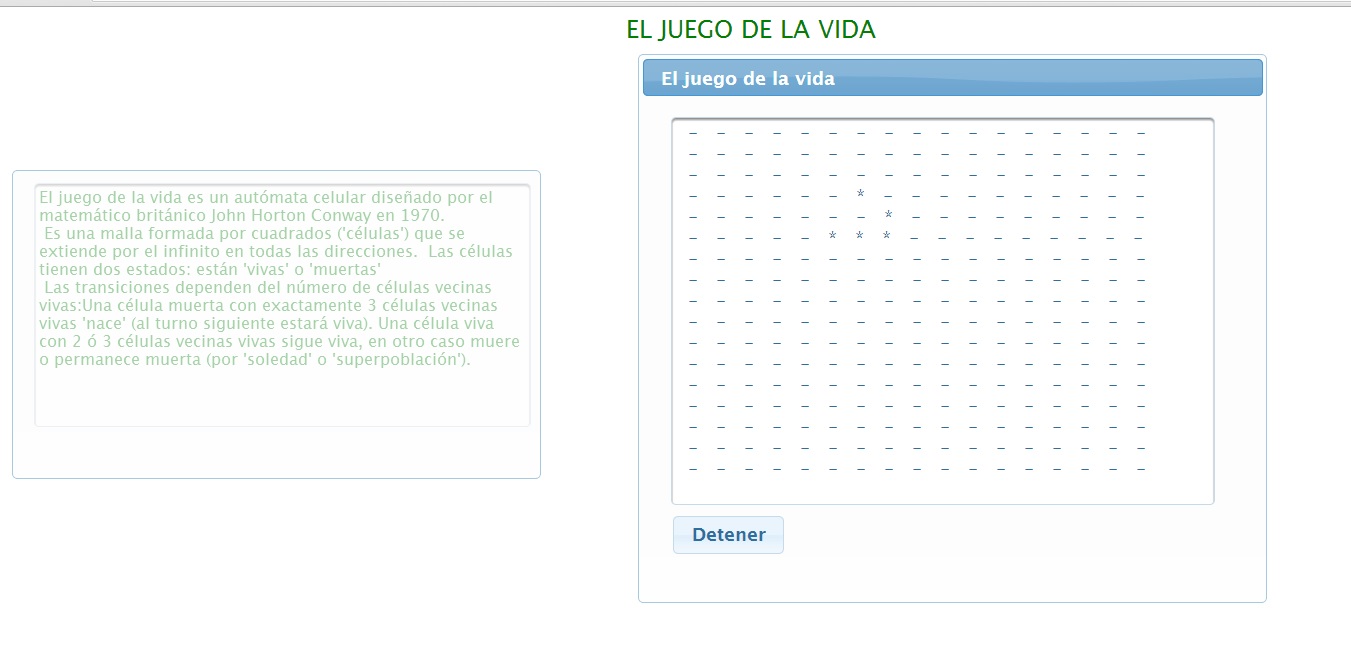 EL JUEGO DE LA VIDA
El juego de la vida
El juego de la vida es un autómata celular diseñado por el
matemático británico John Horton Conway en 1970.
Es una malla formada por cuadrados ('células') que se
extiende por el infinito en todas las direcciones.  Las células
tienen dos estados: están 'vivas' o 'muertas'
Las transiciones dependen del número de células vecinas
vivas:Una célula muerta con exactamente 3 células vecinas
vivas 'nace' (al turno siguiente estará viva). Una célula viva
con 2 ó 3 células vecinas vivas sigue viva, en otro caso muere
o permanece muerta (por 'soledad' o 'superpoblación').
_ _ _ _ _ _ _ _ _ _ _ _ _ _ _ _ _
_ _ _ _ _ _ _ _ _ _ _ _ _ _ _ _ _
_ _ _ _ _ _ _ _ _ _ _ _ _ _ _ _ _
_ _ _ _ _ _ * _ _ _ _ _ _ _ _ _ _
_ _ _ _ _ _ _ * _ _ _ _ _ _ _ _ _
_ _ _ _ _ * * * _ _ _ _ _ _ _ _ _
_ _ _ _ _ _ _ _ _ _ _ _ _ _ _ _ _
_ _ _ _ _ _ _ _ _ _ _ _ _ _ _ _ _
_ _ _ _ _ _ _ _ _ _ _ _ _ _ _ _ _
_ _ _ _ _ _ _ _ _ _ _ _ _ _ _ _ _
_ _ _ _ _ _ _ _ _ _ _ _ _ _ _ _ _
_ _ _ _ _ _ _ _ _ _ _ _ _ _ _ _ _
_ _ _ _ _ _ _ _ _ _ _ _ _ _ _ _ _
_ _ _ _ _ _ _ _ _ _ _ _ _ _ _ _ _
_ _ _ _ _ _ _ _ _ _ _ _ _ _ _ _ _
_ _ _ _ _ _ _ _ _ _ _ _ _ _ _ _ _
_ _ _ _ _ _ _ _ _ _ _ _ _ _ _ _ _
Detener